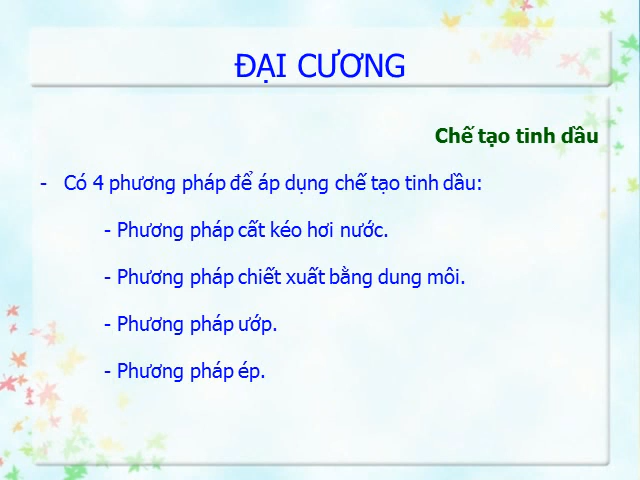 ĐẠI CƯƠNG
Chế tạo tinh dầu
- Có 4 phương pháp để áp dụng chế tạo tinh dầu:
- Phương pháp cất kéo hơi nước.
- Phương pháp chiết xuất bằng dung môi.
- Phương pháp ướp.
- Phương pháp ép.